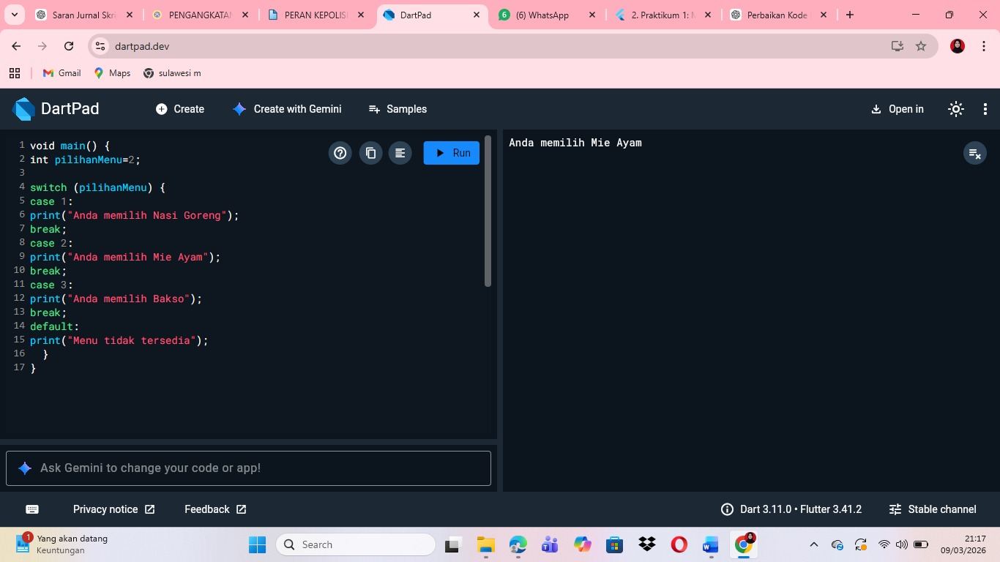 Saran Jurnal Skri
PENGANGKATAN
PERAN KEPOLISI
DartPad
(6) WhatsApp
2. Praktikum 1: M
Perbaikan Kode
dartpad.dev
Gmail
Maps
sulawesi m
DartPad
Create
Create with Gemini
Samples
Open in
1 void main() {
2 int pilihanMenu=2;
3
4 switch (pilihanMenu) {
5 case 1:
6 print("Anda memilih Nasi Goreng");
7 break;
8 case 2:
9 print("Anda memilih Mie Ayam");
10 break;
11 case 3:
12 print("Anda memilih Bakso");
13 break;
14 default:
15 print("Menu tidak tersedia");
16   }
17 }
Run
Anda memilih Mie Ayam
Ask Gemini to change your code or app!
Privacy notice
Feedback
Dart 3.11.0 • Flutter 3.41.2
Stable channel
1
Yang akan datang
Keuntungan
Search
21:17
09/03/2026